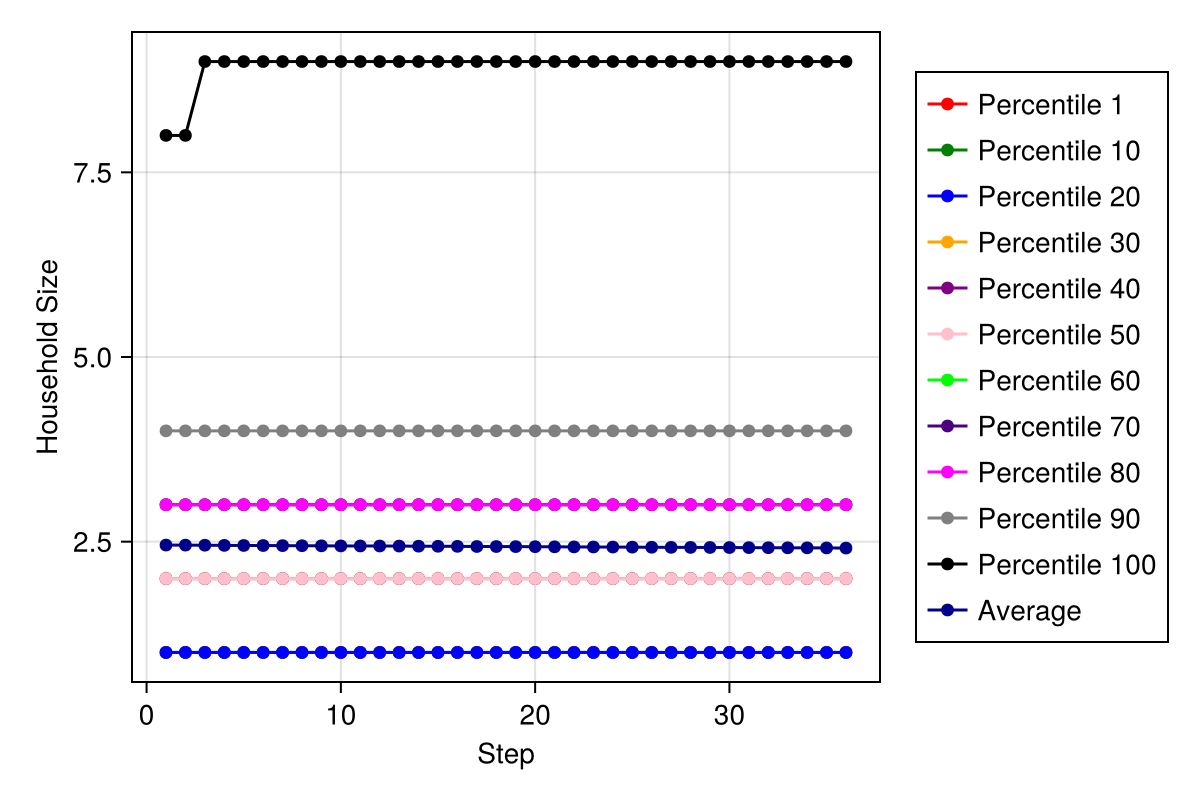 7.5
5.0
2.5
Household Size
0 10 20 30
Step
Percentile 1
Percentile 10
Percentile 20
Percentile 30
Percentile 40
Percentile 50
Percentile 60
Percentile 70
Percentile 80
Percentile 90
Percentile 100
Average